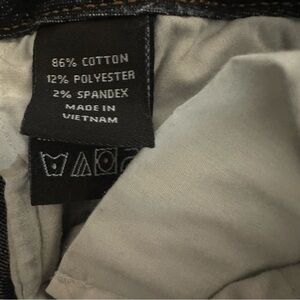 86% COTTON
12% POLYESTER
2% SPANDEX
MADE IN
VIETNAM